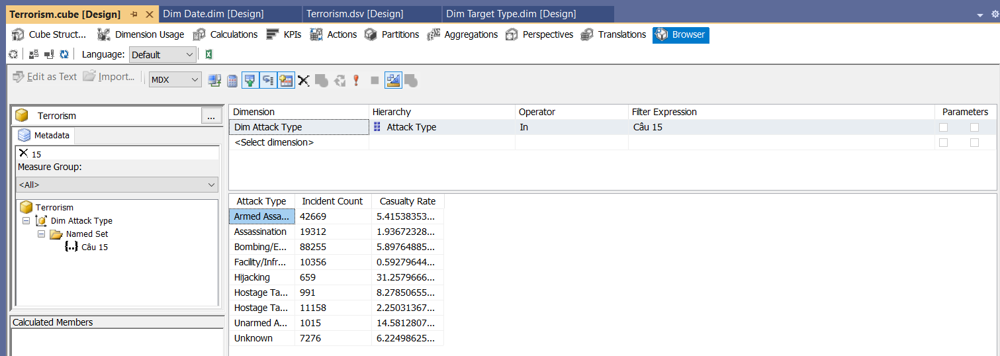 Terrorism.cube [Design] Dim Date.dim [Design] Terrorism.dsv [Design] Dim Target Type.dim [Design]
Cube Struct... Dimension Usage Calculations KPIs Actions Partitions Aggregations Perspectives Translations Browser
Language: Default
Edit as Text Import... MDX
Terrorism ...
Metadata
15
Measure Group:
<All>
Terrorism
Dim Attack Type
Named Set
{..} Câu 15
Calculated Members
Dimension Hierarchy Operator Filter Expression Parameters
Dim Attack Type Attack Type In Câu 15
<Select dimension>
Attack Type Incident Count Casualty Rate
Armed Assa... 42669 5.41538353...
Assassination 19312 1.93672328...
Bombing/E... 88255 5.89764885...
Facility/Infr... 10356 0.59279644...
Hijacking 659 31.2579666...
Hostage Ta... 991 8.27850655...
Hostage Ta... 11158 2.25031367...
Unarmed A... 1015 14.5812807...
Unknown 7276 6.22498625...